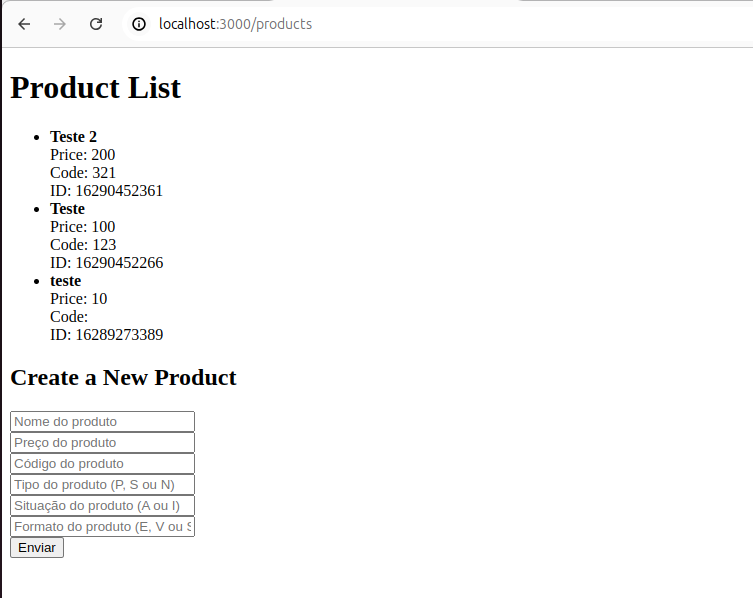 localhost:3000/products
Product List
Teste 2
Price: 200
Code: 321
ID: 16290452361
Teste
Price: 100
Code: 123
ID: 16290452266
teste
Price: 10
Code:
ID: 16289273389
Create a New Product
Nome do produto
Preço do produto
Código do produto
Tipo do produto (P, S ou N)
Situação do produto (A ou I)
Formato do produto (E, V ou S
Enviar